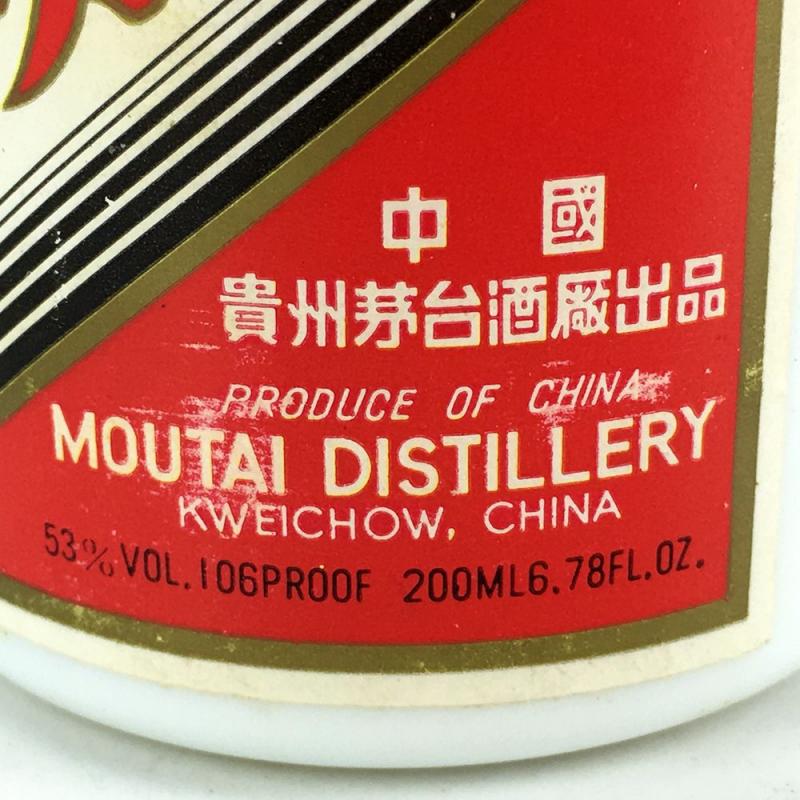 中國
貴州茅台酒廠出品
PRODUCE OF CHINA
MOUTAI DISTILLERY
KWEICHOW, CHINA
53% VOL. 106PROOF 200ML6.78FL.OZ.